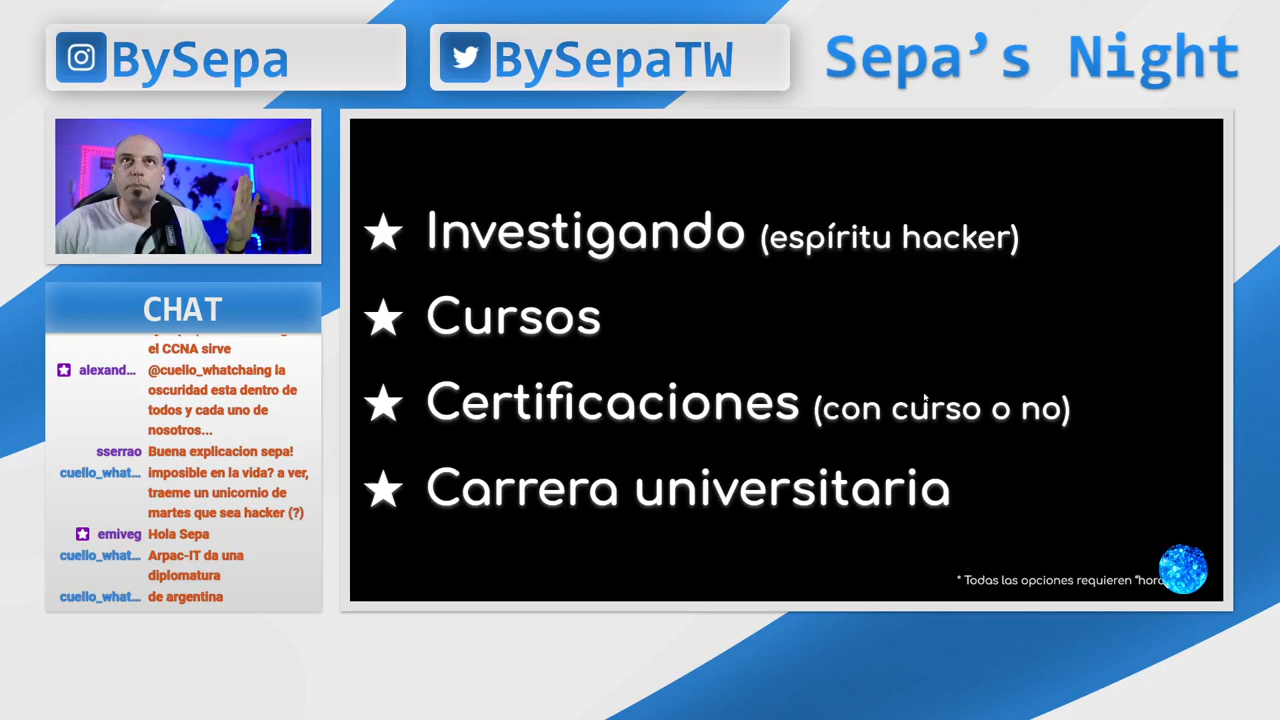 BySepa
BySepaTW
Sepa’s Night
CHAT
el CCNA sirve
alexand... @cuello_whatchaing la
oscuridad esta dentro de
todos y cada uno de
nosotros...
sserrao Buena explicacion sepa!
cuello_what... imposible en la vida? a ver,
traeme un unicornio de
martes que sea hacker (?)
emiveg Hola Sepa
cuello_what... Arpac-IT da una
diplomatura
cuello_what... de argentina
★ Investigando (espíritu hacker)
★ Cursos
★ Certificaciones (con curso o no)
★ Carrera universitaria
* Todas las opciones requieren